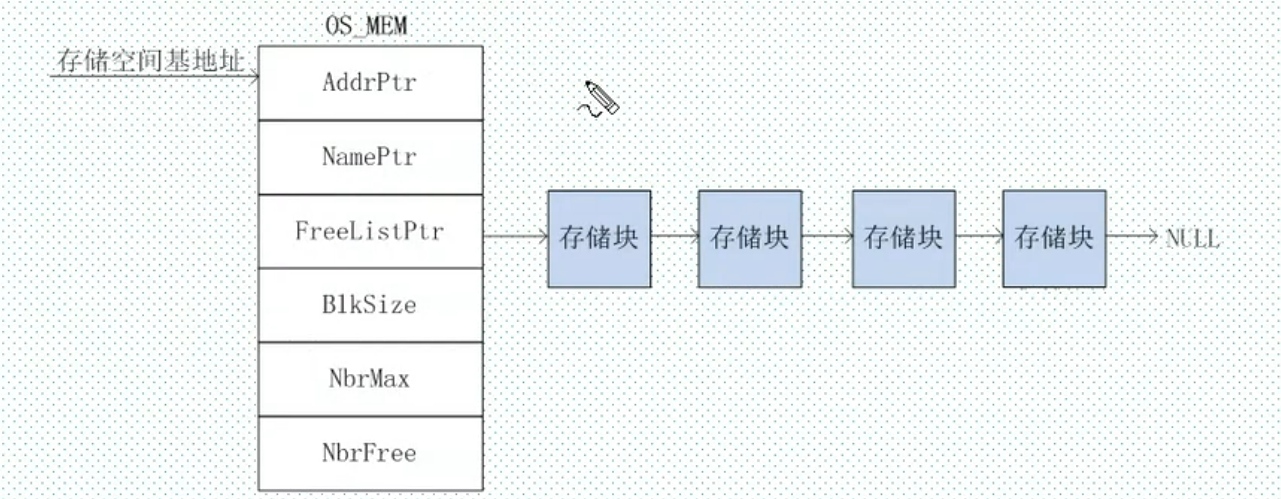 OS_MEM
存储空间基地址
AddrPtr
NamePtr
FreeListPtr
存储块 存储块 存储块 存储块 NULL
BlkSize
NbrMax
NbrFree